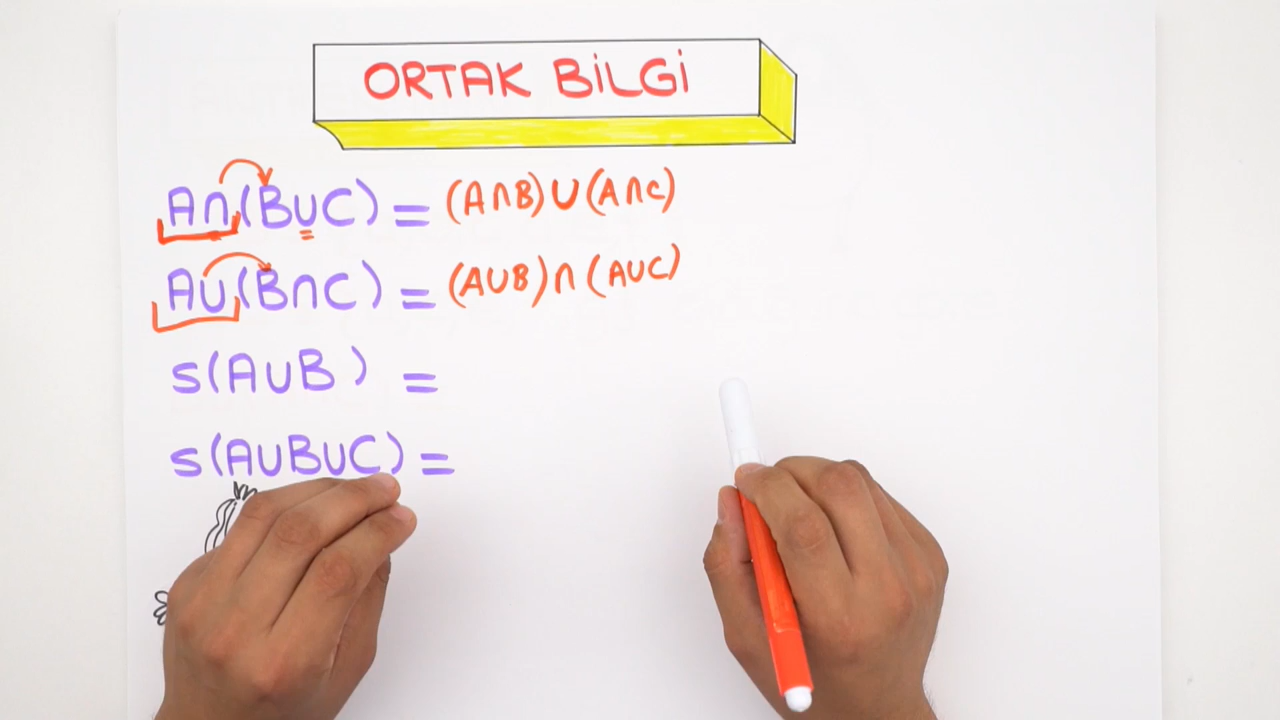 ORTAK BİLGİ
A∩(B∪C) = (A∩B)∪(A∩C)
A∪(B∩C) = (A∪B)∩(A∪C)
s(A∪B) =
s(A∪B∪C) =